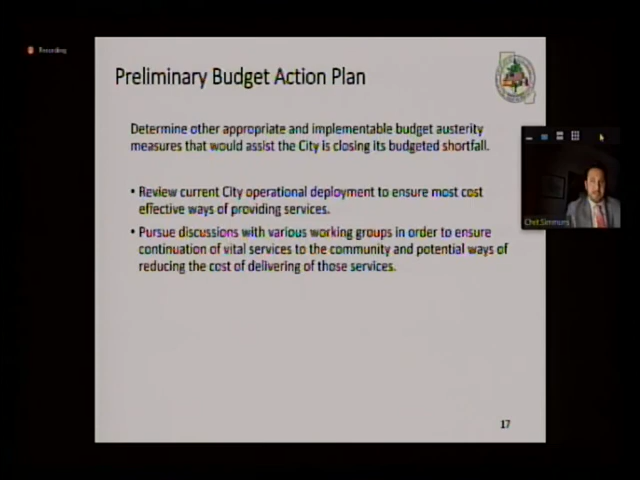 Recording
Preliminary Budget Action Plan
Determine other appropriate and implementable budget austerity
measures that would assist the City is closing its budgeted shortfall.
• Review current City operational deployment to ensure most cost
effective ways of providing services.
• Pursue discussions with various working groups in order to ensure
continuation of vital services to the community and potential ways of
reducing the cost of delivering of those services.
Chet Simmons
17